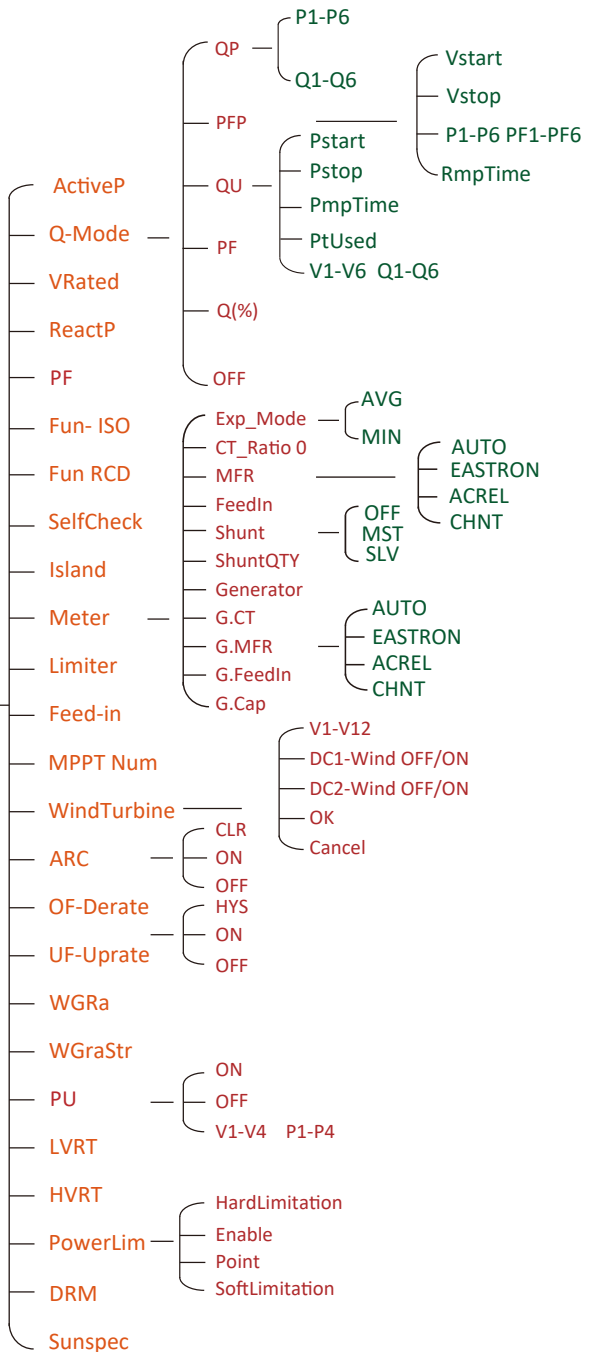 ActiveP
Q-Mode
VRated
ReactP
PF
Fun- ISO
Fun RCD
SelfCheck
Island
Meter
Limiter
Feed-in
MPPT Num
WindTurbine
ARC
OF-Derate
UF-Uprate
WGRa
WGraStr
PU
LVRT
HVRT
PowerLim
DRM
Sunspec
QP
PFP
QU
PF
Q(%)
OFF
P1-P6
Q1-Q6
Vstart
Vstop
P1-P6 PF1-PF6
RmpTime
Pstart
Pstop
PmpTime
PtUsed
V1-V6 Q1-Q6
Exp_Mode
CT_Ratio 0
MFR
FeedIn
Shunt
ShuntQTY
Generator
G.CT
G.MFR
G.FeedIn
G.Cap
AVG
MIN
AUTO
EASTRON
ACREL
CHNT
OFF
MST
SLV
AUTO
EASTRON
ACREL
CHNT
V1-V12
DC1-Wind OFF/ON
DC2-Wind OFF/ON
OK
Cancel
CLR
ON
OFF
HYS
ON
OFF
ON
OFF
V1-V4 P1-P4
HardLimitation
Enable
Point
SoftLimitation